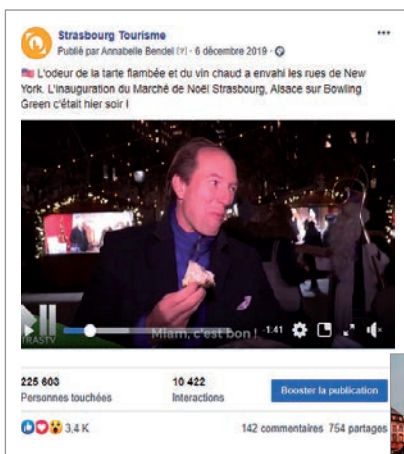 Strasbourg Tourisme
Publié par Annabelle Bendel [?] · 6 décembre 2019 ·
L'odeur de la tarte flambée et du vin chaud a envahi les rues de New
York. L'inauguration du Marché de Noël Strasbourg, Alsace sur Bowling
Green c'était hier soir !
Miam, c'est bon !
-1:41
TRASTV
225 603
Personnes touchées
10 422
Interactions
Booster la publication
3,4 K
142 commentaires 754 partages